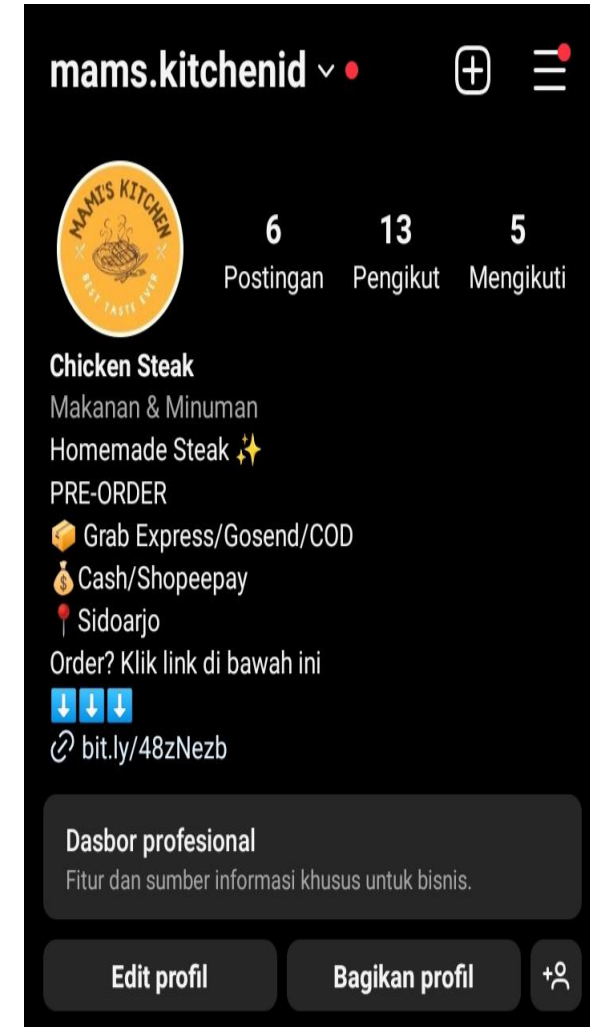 mams.kitchenid
MAMI'S KITCHEN
BEST TASTE EVER
6
Postingan
13
Pengikut
5
Mengikuti
Chicken Steak
Makanan & Minuman
Homemade Steak ✨
PRE-ORDER
📦 Grab Express/Gosend/COD
💰Cash/Shopeepay
📍Sidoarjo
Order? Klik link di bawah ini
⬇️⬇️⬇️
bit.ly/48zNezb
Dasbor profesional
Fitur dan sumber informasi khusus untuk bisnis.
Edit profil
Bagikan profil